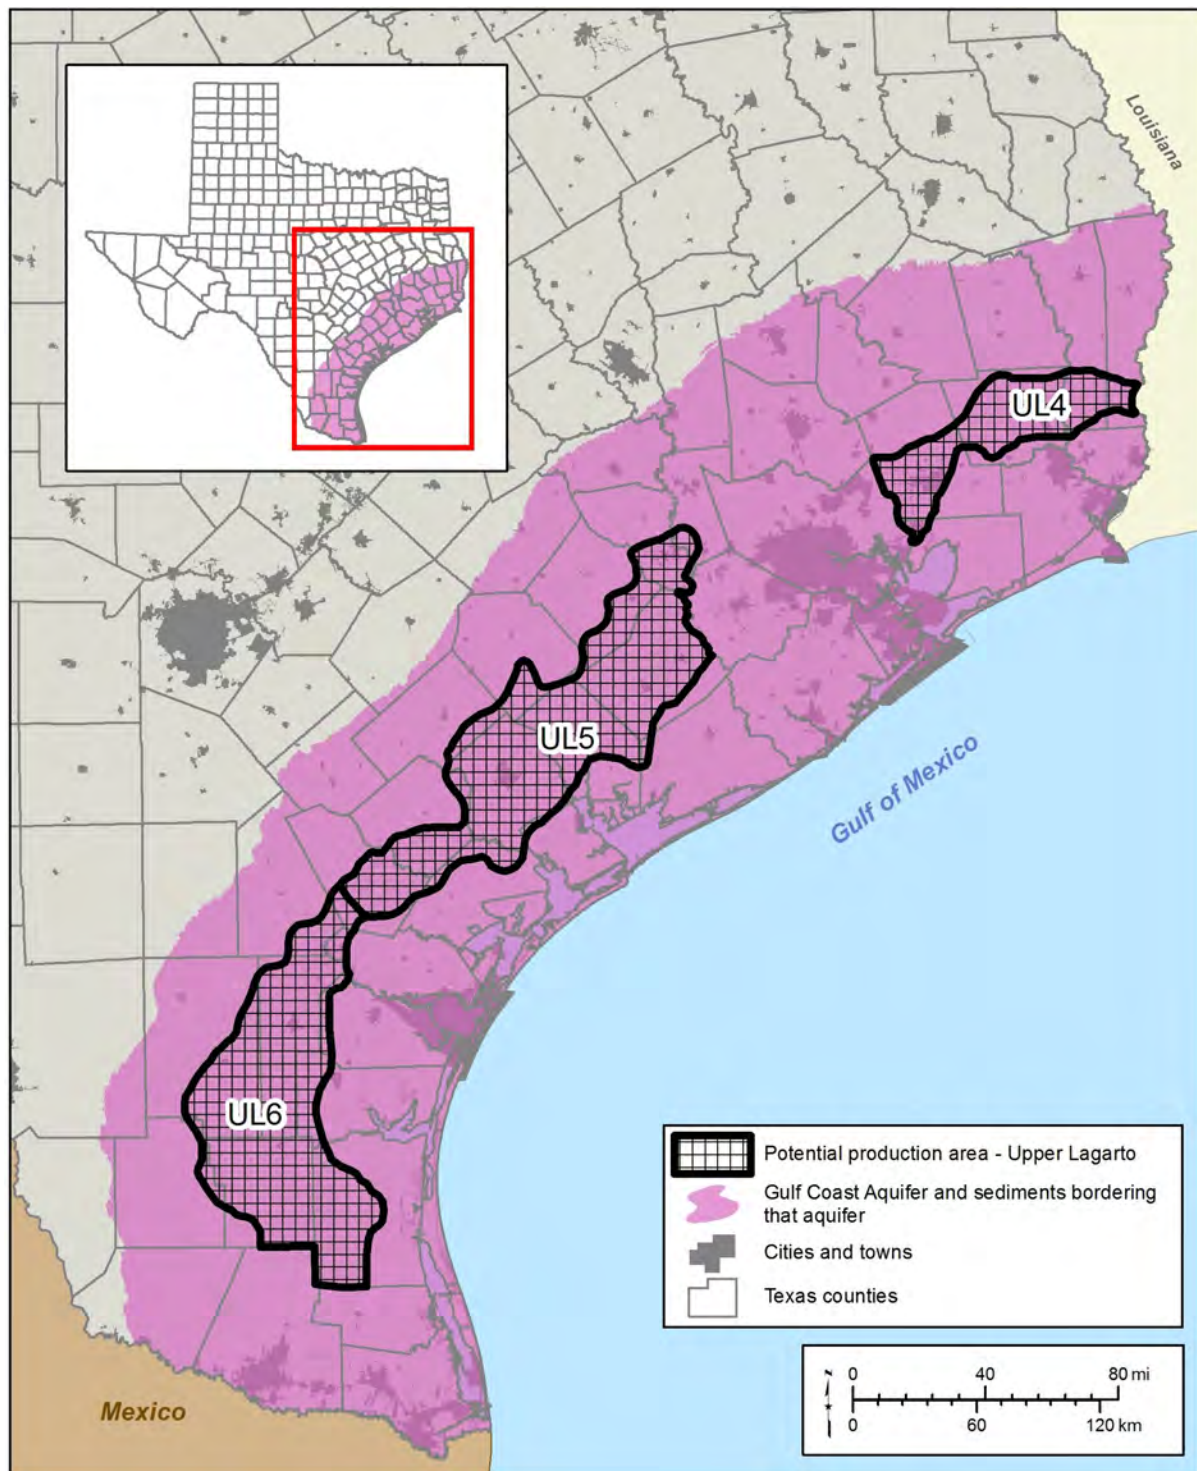 Louisiana
UL4
UL5
Gulf of Mexico
UL6
Potential production area - Upper Lagarto
Gulf Coast Aquifer and sediments bordering
that aquifer
Cities and towns
Texas counties
Mexico
N
0 40 80 mi
0 60 120 km